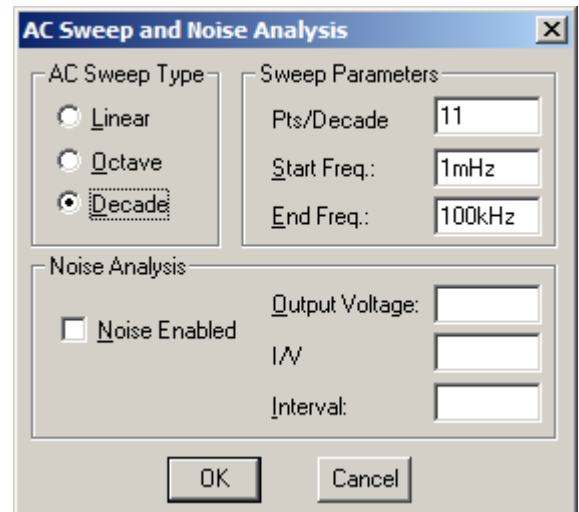 AC Sweep and Noise Analysis
AC Sweep Type
Linear
Octave
Decade
Sweep Parameters
Pts/Decade 11
Start Freq.: 1mHz
End Freq.: 100kHz
Noise Analysis
Noise Enabled
Output Voltage:
I/V
Interval:
OK Cancel